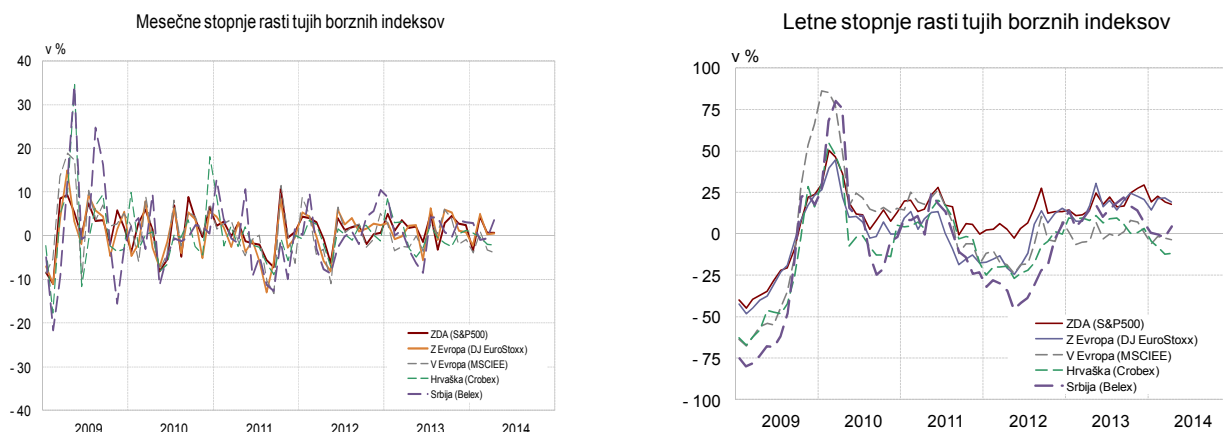 Mesečne stopnje rasti tujih borznih indeksov
v %
40
30
20
10
0
- 10
- 20
- 30
- 40
2009 2010 2011 2012 2013 2014
ZDA (S&P500)
Z Evropa (DJ EuroStoxx)
V Evropa (MSCIEE)
Hrvaška (Crobex)
Srbija (Belex)
Letne stopnje rasti tujih borznih indeksov
v %
100
75
50
25
0
- 25
- 50
- 75
- 100
2009 2010 2011 2012 2013 2014
ZDA (S&P500)
Z Evropa (DJ EuroStoxx)
V Evropa (MSCIEE)
Hrvaška (Crobex)
Srbija (Belex)